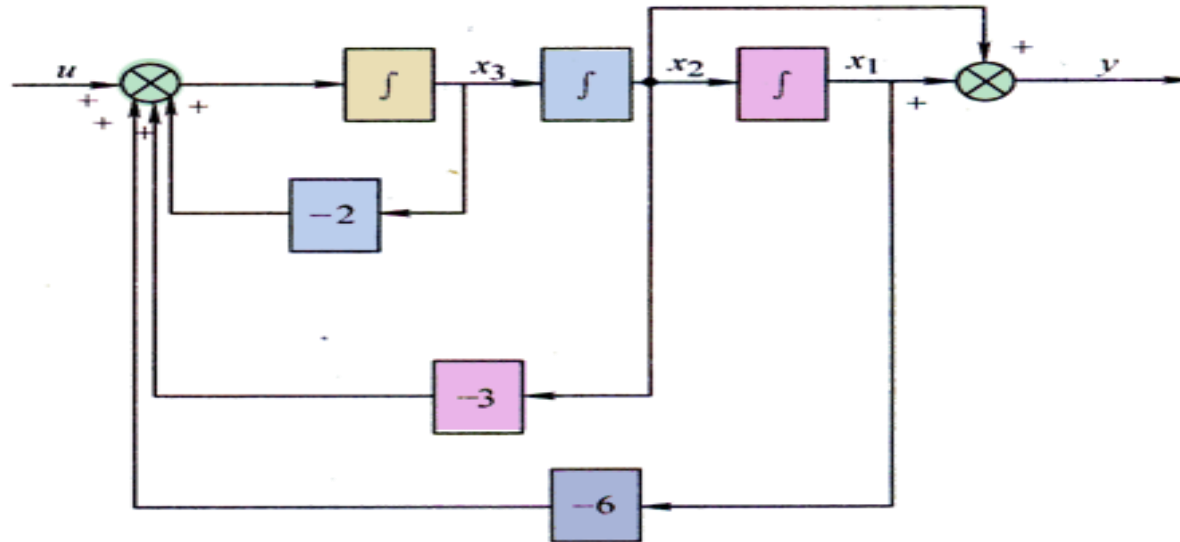 u + + + +
∫ x₃ ∫ x₂ ∫ x₁ + + y
−2
−3
−6